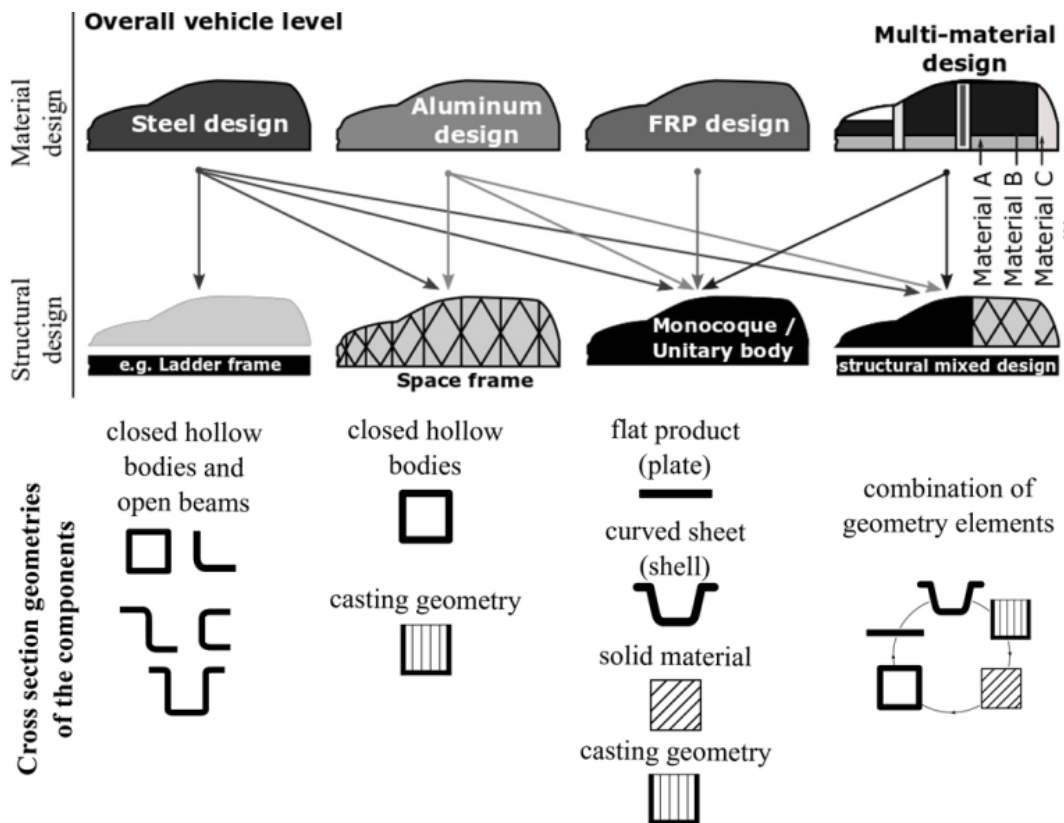 Overall vehicle level
Material
design
Steel design
Aluminum
design
FRP design
Multi-material
design
Material A
Material B
Material C
Structural
design
e.g. Ladder frame
Space frame
Monocoque /
Unitary body
structural mixed design
Cross section geometries
of the components
closed hollow
bodies and
open beams
closed hollow
bodies
casting geometry
flat product
(plate)
curved sheet
(shell)
solid material
casting geometry
combination of
geometry elements